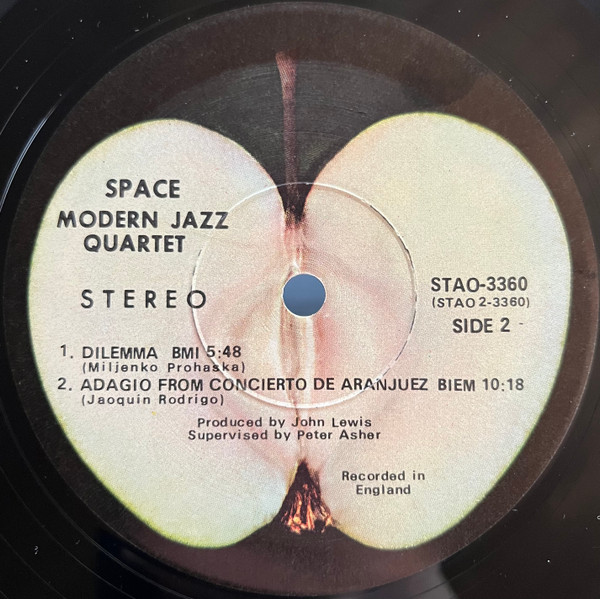 SPACE
MODERN JAZZ
QUARTET
STEREO
STAO-3360
(STAO 2-3360)
SIDE 2
1. DILEMMA BMI 5:48
(Miljenko Prohaska)
2. ADAGIO FROM CONCIERTO DE ARANJUEZ BIEM 10:18
(Jaoquin Rodrigo)
Produced by John Lewis
Supervised by Peter Asher
Recorded in
England